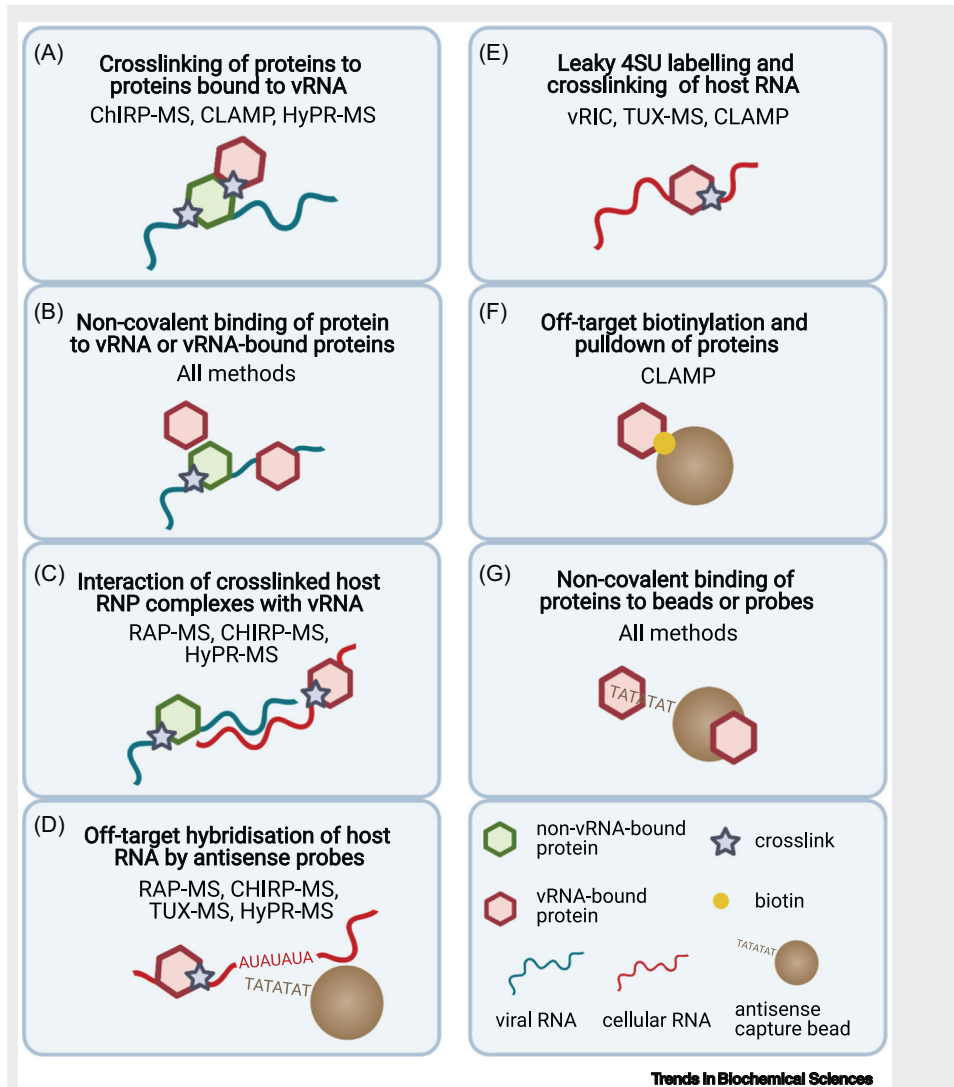 (A)
Crosslinking of proteins to
proteins bound to vRNA
ChIRP-MS, CLAMP, HyPR-MS
(B)
Non-covalent binding of protein
to vRNA or vRNA-bound proteins
All methods
(C)
Interaction of crosslinked host
RNP complexes with vRNA
RAP-MS, CHIRP-MS,
HyPR-MS
(D)
Off-target hybridisation of host
RNA by antisense probes
RAP-MS, CHIRP-MS,
TUX-MS, HyPR-MS
AUAUAUA
TATATAT
(E)
Leaky 4SU labelling and
crosslinking of host RNA
vRIC, TUX-MS, CLAMP
(F)
Off-target biotinylation and
pulldown of proteins
CLAMP
(G)
Non-covalent binding of
proteins to beads or probes
All methods
TATATAT
non-vRNA-bound
protein
crosslink
vRNA-bound
protein
biotin
TATATAT
viral RNA
cellular RNA
antisense
capture bead
Trends in Biochemical Sciences